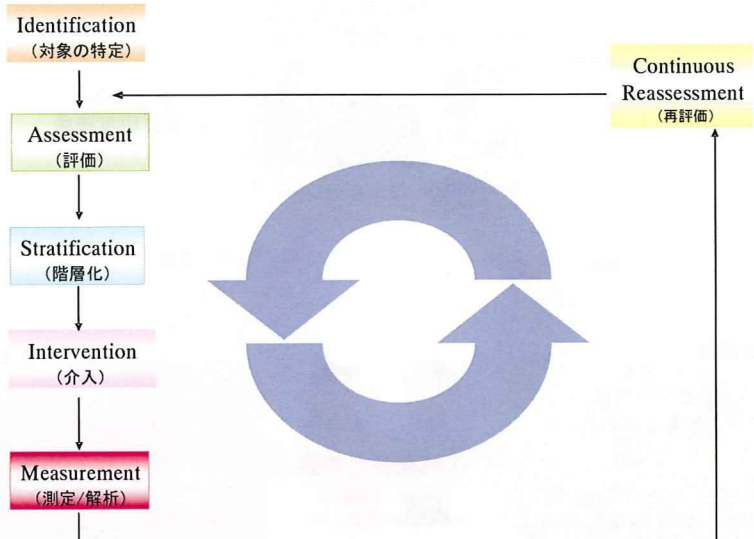 Identification
(対象の特定)
Continuous
Reassessment
(再評価)
Assessment
(評価)
Stratification
(階層化)
Intervention
(介入)
Measurement
(測定/解析)